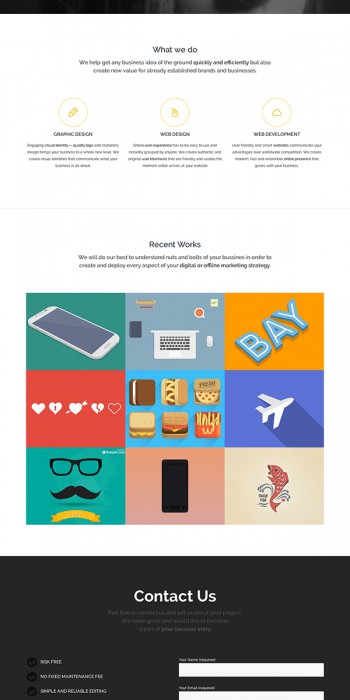 What we do
We help get any business idea of the ground quickly and efficiently but also
create new value for already established brands and businesses.
GRAPHIC DESIGN
WEB DESIGN
WEB DEVELOPMENT
Engaging visual identity — quality logo and stationery
design brings your business to a whole new level. We
create visual identities that communicate what your
business is all about.
Online user experience has to be easy to use and
instantly grasped by anyone. We create authentic and
original user interfaces that are friendly and usable the
moment visitor arrives at your website
User friendly and smart websites communicate your
advantages over worldwide competition. We create
modern, fast and extensible online presence that
grows with your business.
Recent Works
We will do our best to understand nuts and bolts of your bussines in order to
create and deploy every aspect of your digital or offline marketing strategy.
BAY
Contact Us
Feel free to contact us and tell us about your project.
We listen good and would like to become
a part of your success story
RISK FREE
NO FIXED MAINTENANCE FEE
SIMPLE AND RELIABLE EDITING
Your Name (required)
Your Email (required)